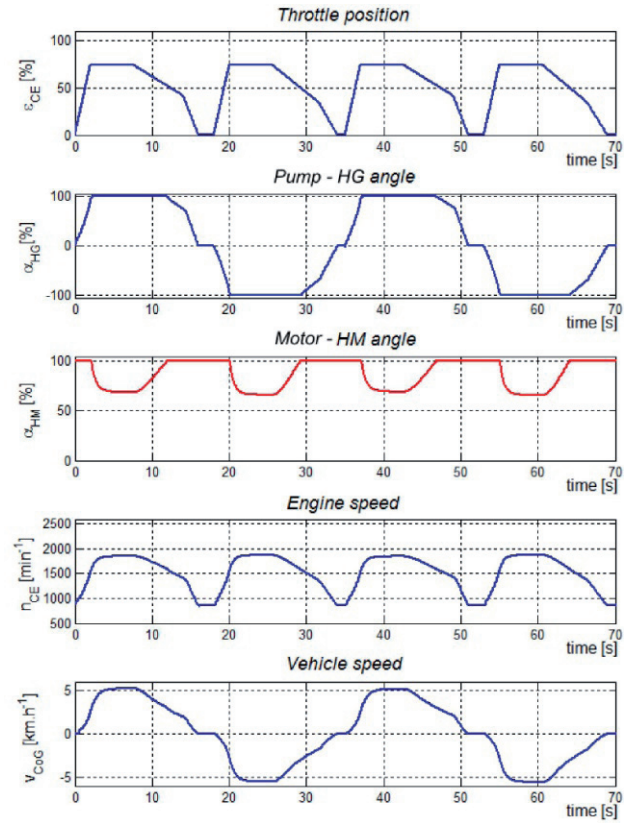 Throttle position
ε_CE [%]
100
50
0
0 10 20 30 40 50 60 70
time [s]
Pump - HG angle
α_HG[%]
100
0
-100
0 10 20 30 40 50 60 70
time [s]
Motor - HM angle
α_HM [%]
100
50
0
0 10 20 30 40 50 60 70
time [s]
Engine speed
n_CE [min⁻¹]
2500
2000
1500
1000
500
0 10 20 30 40 50 60 70
time [s]
Vehicle speed
v_CoG [km.h⁻¹]
5
0
-5
0 10 20 30 40 50 60 70
time [s]